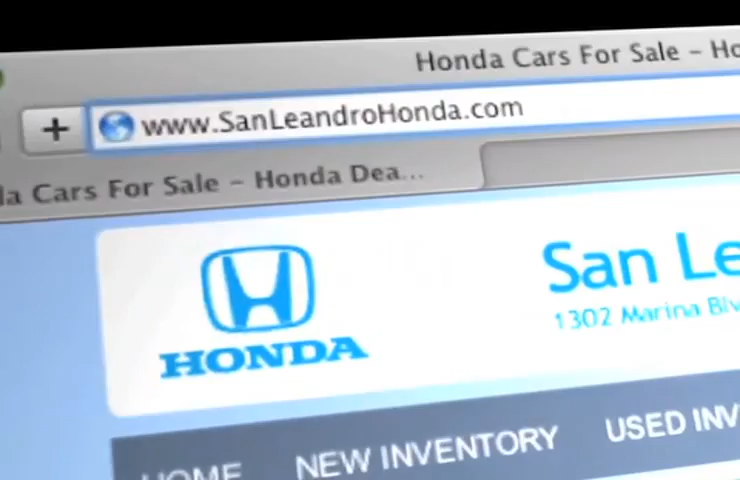 Honda Cars For Sale – Ho
www.SanLeandroHonda.com
a Cars For Sale – Honda Dea...
San Le
HONDA
1302 Marina Blv
HOME NEW INVENTORY USED INV